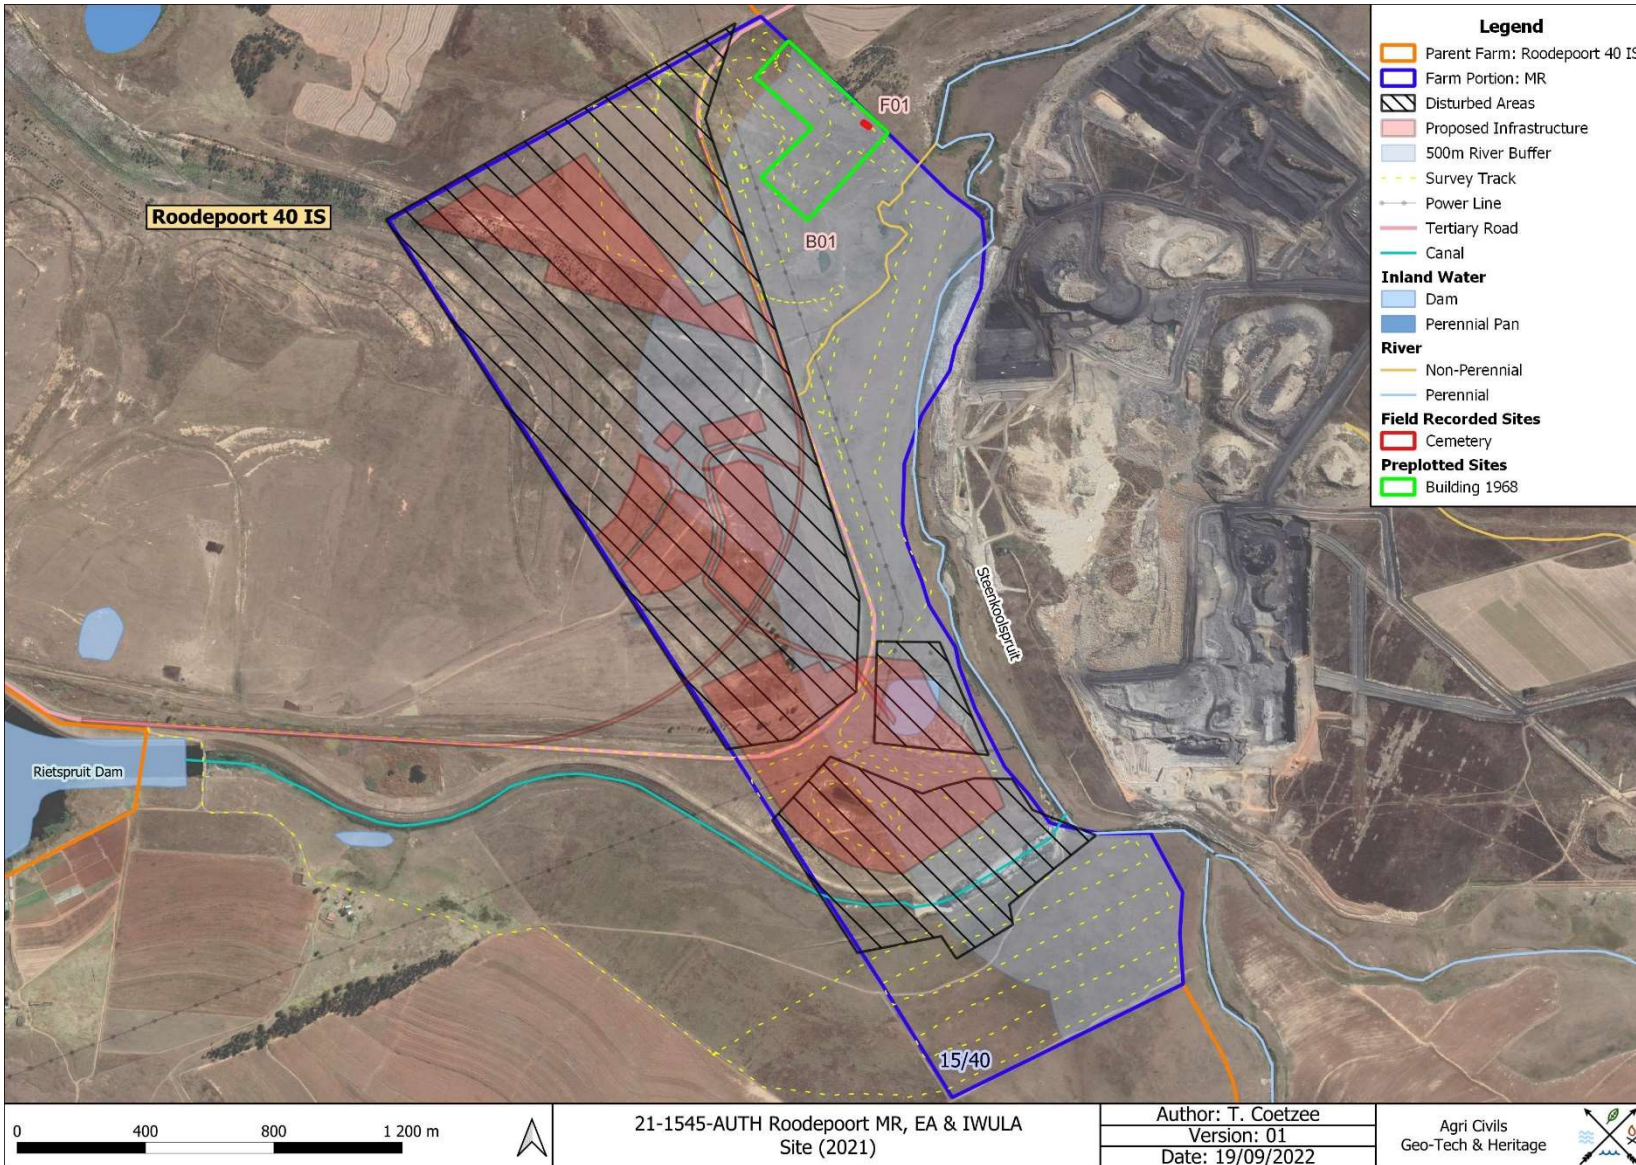 Legend
Parent Farm: Roodepoort 40 IS
Farm Portion: MR
Disturbed Areas
Proposed Infrastructure
500m River Buffer
Survey Track
Power Line
Tertiary Road
Canal
Inland Water
Dam
Perennial Pan
River
Non-Perennial
Perennial
Field Recorded Sites
Cemetery
Preplotted Sites
Building 1968
F01
Roodepoort 40 IS
B01
Steenkoolspruit
Rietspruit Dam
15/40
0 400 800 1 200 m
21-1545-AUTH Roodepoort MR, EA & IWULA
Site (2021)
Author: T. Coetzee
Version: 01
Date: 19/09/2022
Agri Civils
Geo-Tech & Heritage